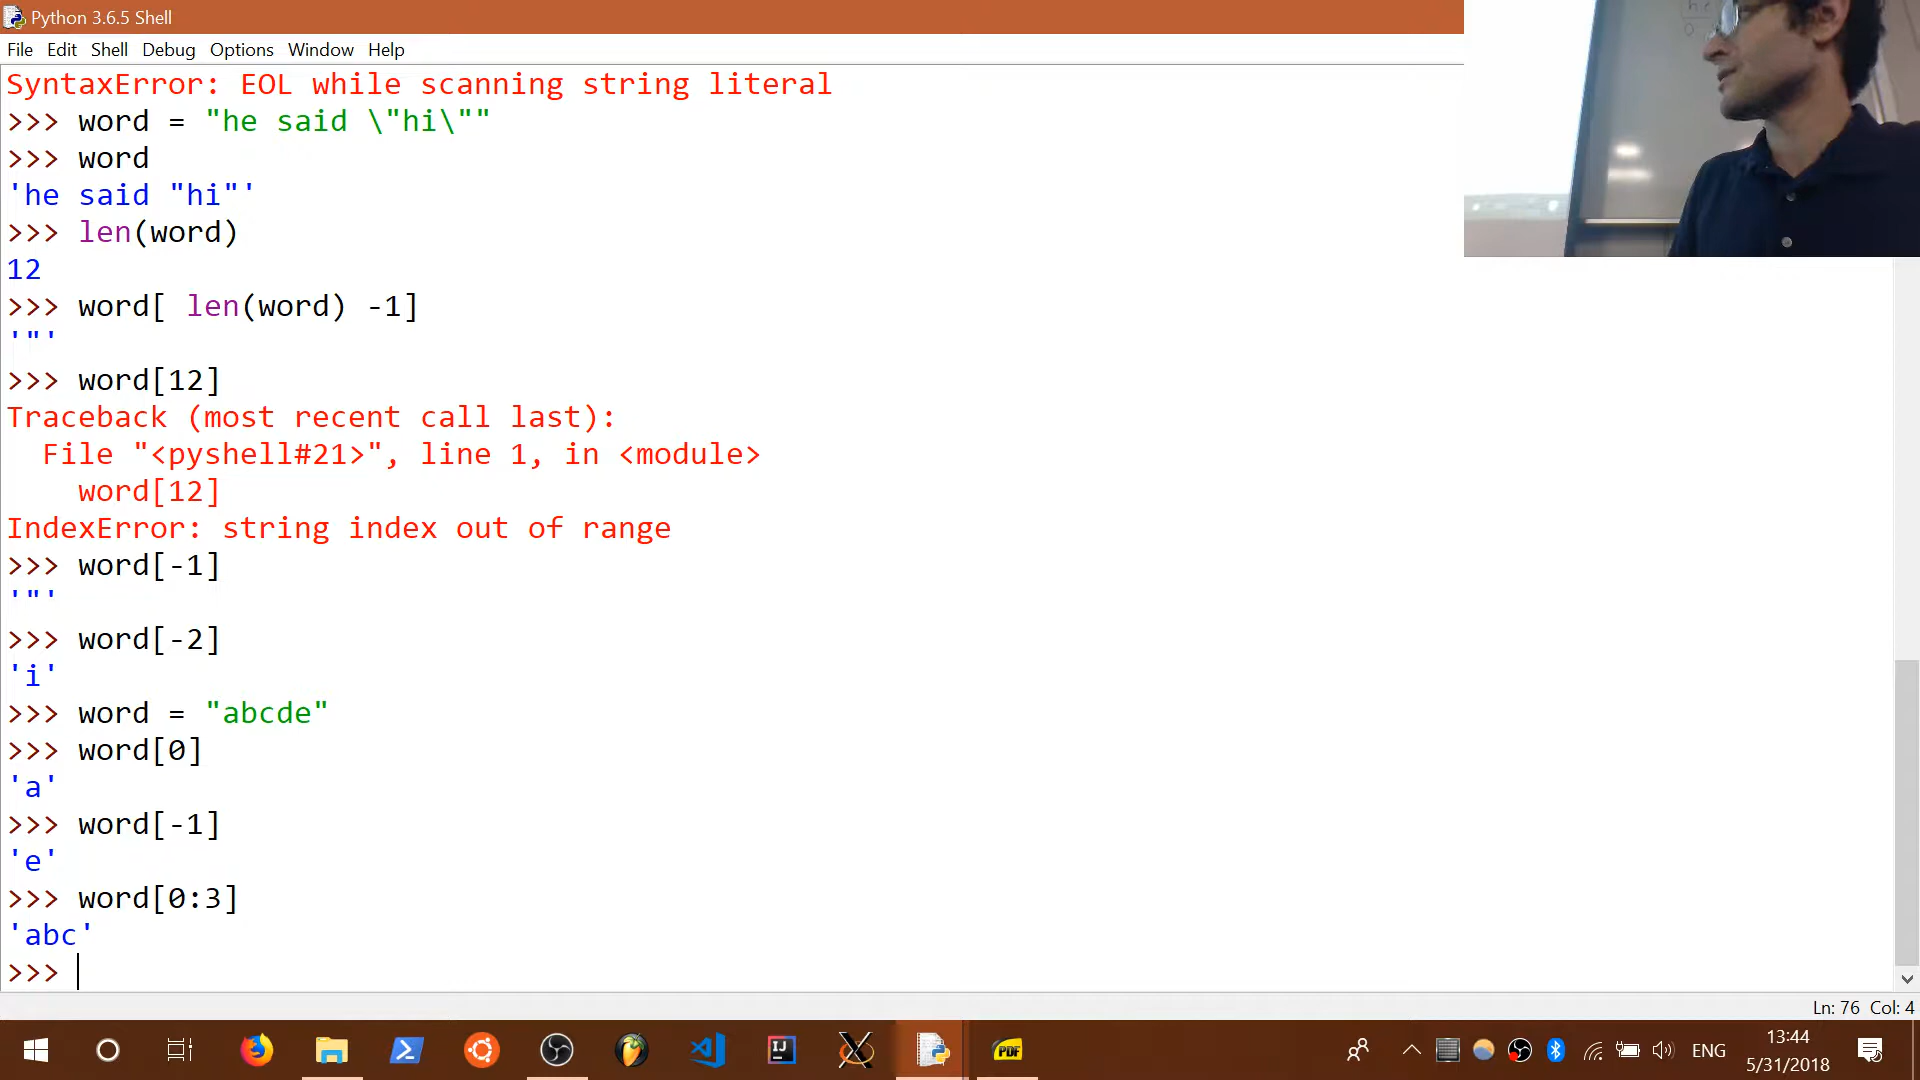 Python 3.6.5 Shell
File Edit Shell Debug Options Window Help
SyntaxError: EOL while scanning string literal
>>> word = "he said \"hi\""
>>> word
'he said "hi"'
>>> len(word)
12
>>> word[ len(word) -1]
'"'
>>> word[12]
Traceback (most recent call last):
  File "<pyshell#21>", line 1, in <module>
    word[12]
IndexError: string index out of range
>>> word[-1]
'"'
>>> word[-2]
'i'
>>> word = "abcde"
>>> word[0]
'a'
>>> word[-1]
'e'
>>> word[0:3]
'abc'
>>>
Ln: 76 Col: 4
IJ
PDF
ENG
13:44
5/31/2018